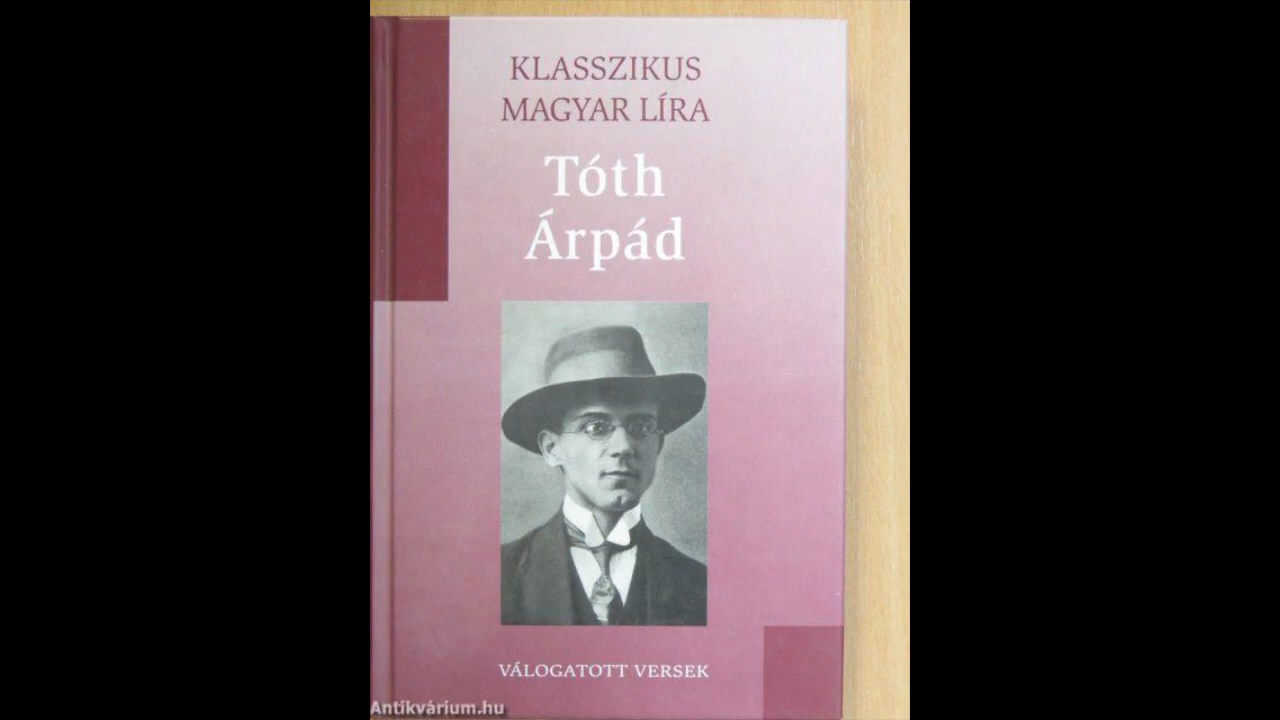 KLASSZIKUS
MAGYAR LÍRA
Tóth
Árpád
VÁLOGATOTT VERSEK
Antikvárium.hu